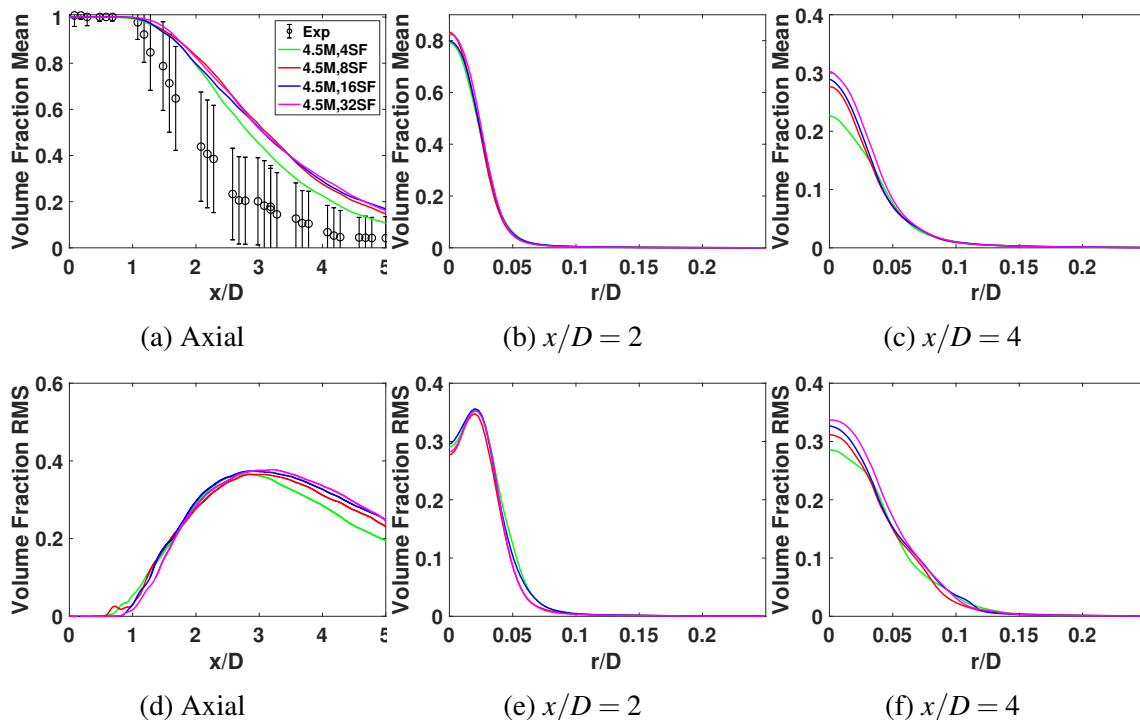 Volume Fraction Mean
1
0.8
0.6
0.4
0.2
0
0 1 2 3 4 5
x/D
Exp
4.5M,4SF
4.5M,8SF
4.5M,16SF
4.5M,32SF
(a) Axial
Volume Fraction Mean
0.8
0.6
0.4
0.2
0
0 0.05 0.1 0.15 0.2
r/D
(b) x/D = 2
Volume Fraction Mean
0.4
0.3
0.2
0.1
0
0 0.05 0.1 0.15 0.2
r/D
(c) x/D = 4
Volume Fraction RMS
0.6
0.4
0.2
0
0 1 2 3 4 5
x/D
(d) Axial
Volume Fraction RMS
0.4
0.3
0.2
0.1
0
0 0.05 0.1 0.15 0.2
r/D
(e) x/D = 2
Volume Fraction RMS
0.4
0.3
0.2
0.1
0
0 0.05 0.1 0.15 0.2
r/D
(f) x/D = 4